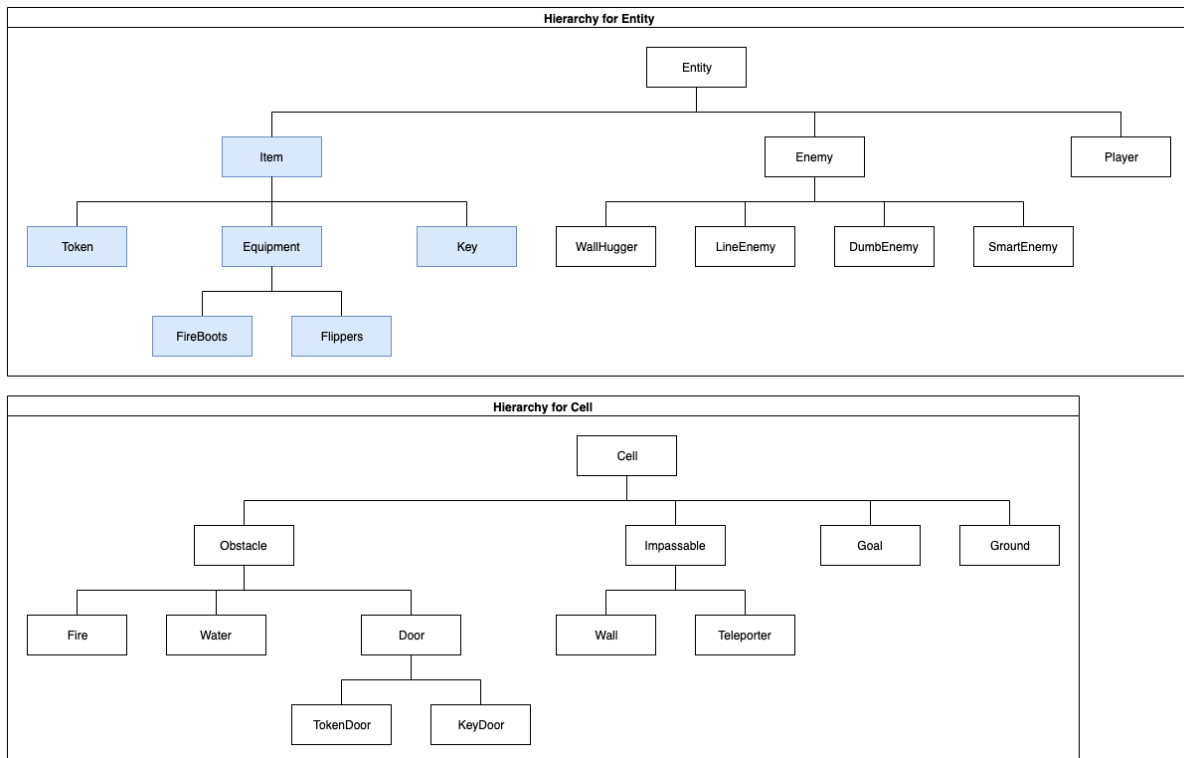 Hierarchy for Entity
Entity
Item
Enemy
Player
Token
Equipment
Key
WallHugger
LineEnemy
DumbEnemy
SmartEnemy
FireBoots
Flippers
Hierarchy for Cell
Cell
Obstacle
Impassable
Goal
Ground
Fire
Water
Door
Wall
Teleporter
TokenDoor
KeyDoor